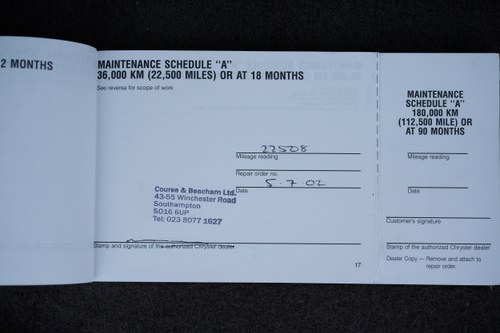 2 MONTHS
MAINTENANCE SCHEDULE "A"
36,000 KM (22,500 MILES) OR AT 18 MONTHS
See reverse for scope of work
22508
Mileage reading
Repair order no.
5.7.02
Date
Course & Beacham Ltd.
43-55 Winchester Road
Southampton
SO16 6UP
Tel: 023 8077 1627
Stamp and signature of the authorized Chrysler dealer
17
MAINTENANCE
SCHEDULE "A"
180,000 KM
(112,500 MILE) OR
AT 90 MONTHS
Mileage reading
Date
Customer's signature
Stamp of the authorized Chrysler dealer
Dealer Copy — Remove and attach to
repair order.